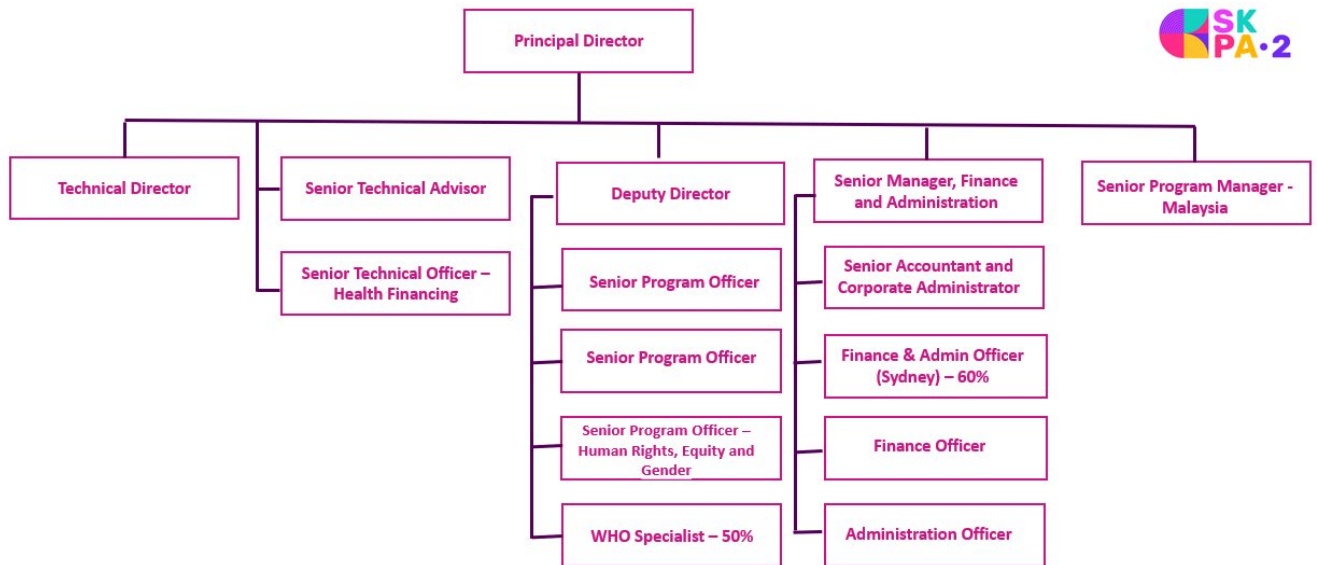 Principal Director
SK
PA·2
Technical Director
Senior Technical Advisor
Senior Technical Officer –
Health Financing
Deputy Director
Senior Program Officer
Senior Program Officer
Senior Program Officer –
Human Rights, Equity and
Gender
WHO Specialist – 50%
Senior Manager, Finance
and Administration
Senior Accountant and
Corporate Administrator
Finance & Admin Officer
(Sydney) – 60%
Finance Officer
Administration Officer
Senior Program Manager -
Malaysia